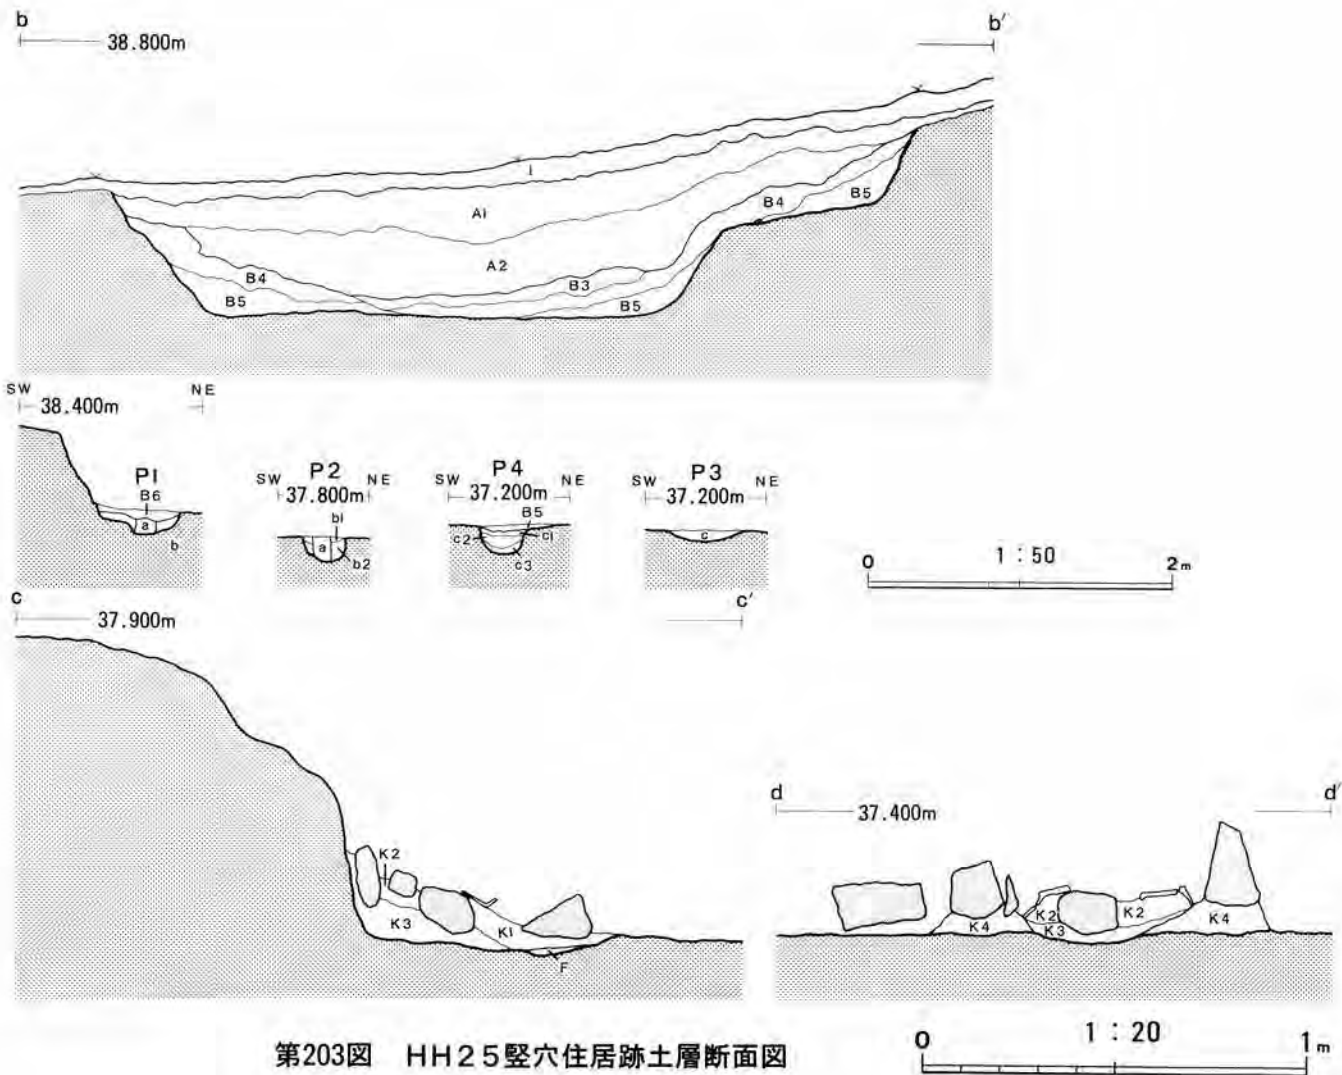 b b′
38.800m
I
A1
A2
B4
B5
B4
B3
B5
B5
SW NE
38.400m
P1
B6
a
b
P2
SW NE
37.800m
b1
a
b2
P4
SW NE
37.200m
B5
c2 c1
c3
P3
SW NE
37.200m
c
1:50
0 2m
c c′
37.900m
K2
K3
K1
F
d d′
37.400m
K2 K2
K4 K3 K4
第203図 HH25竪穴住居跡土層断面図
1:20
0 1m